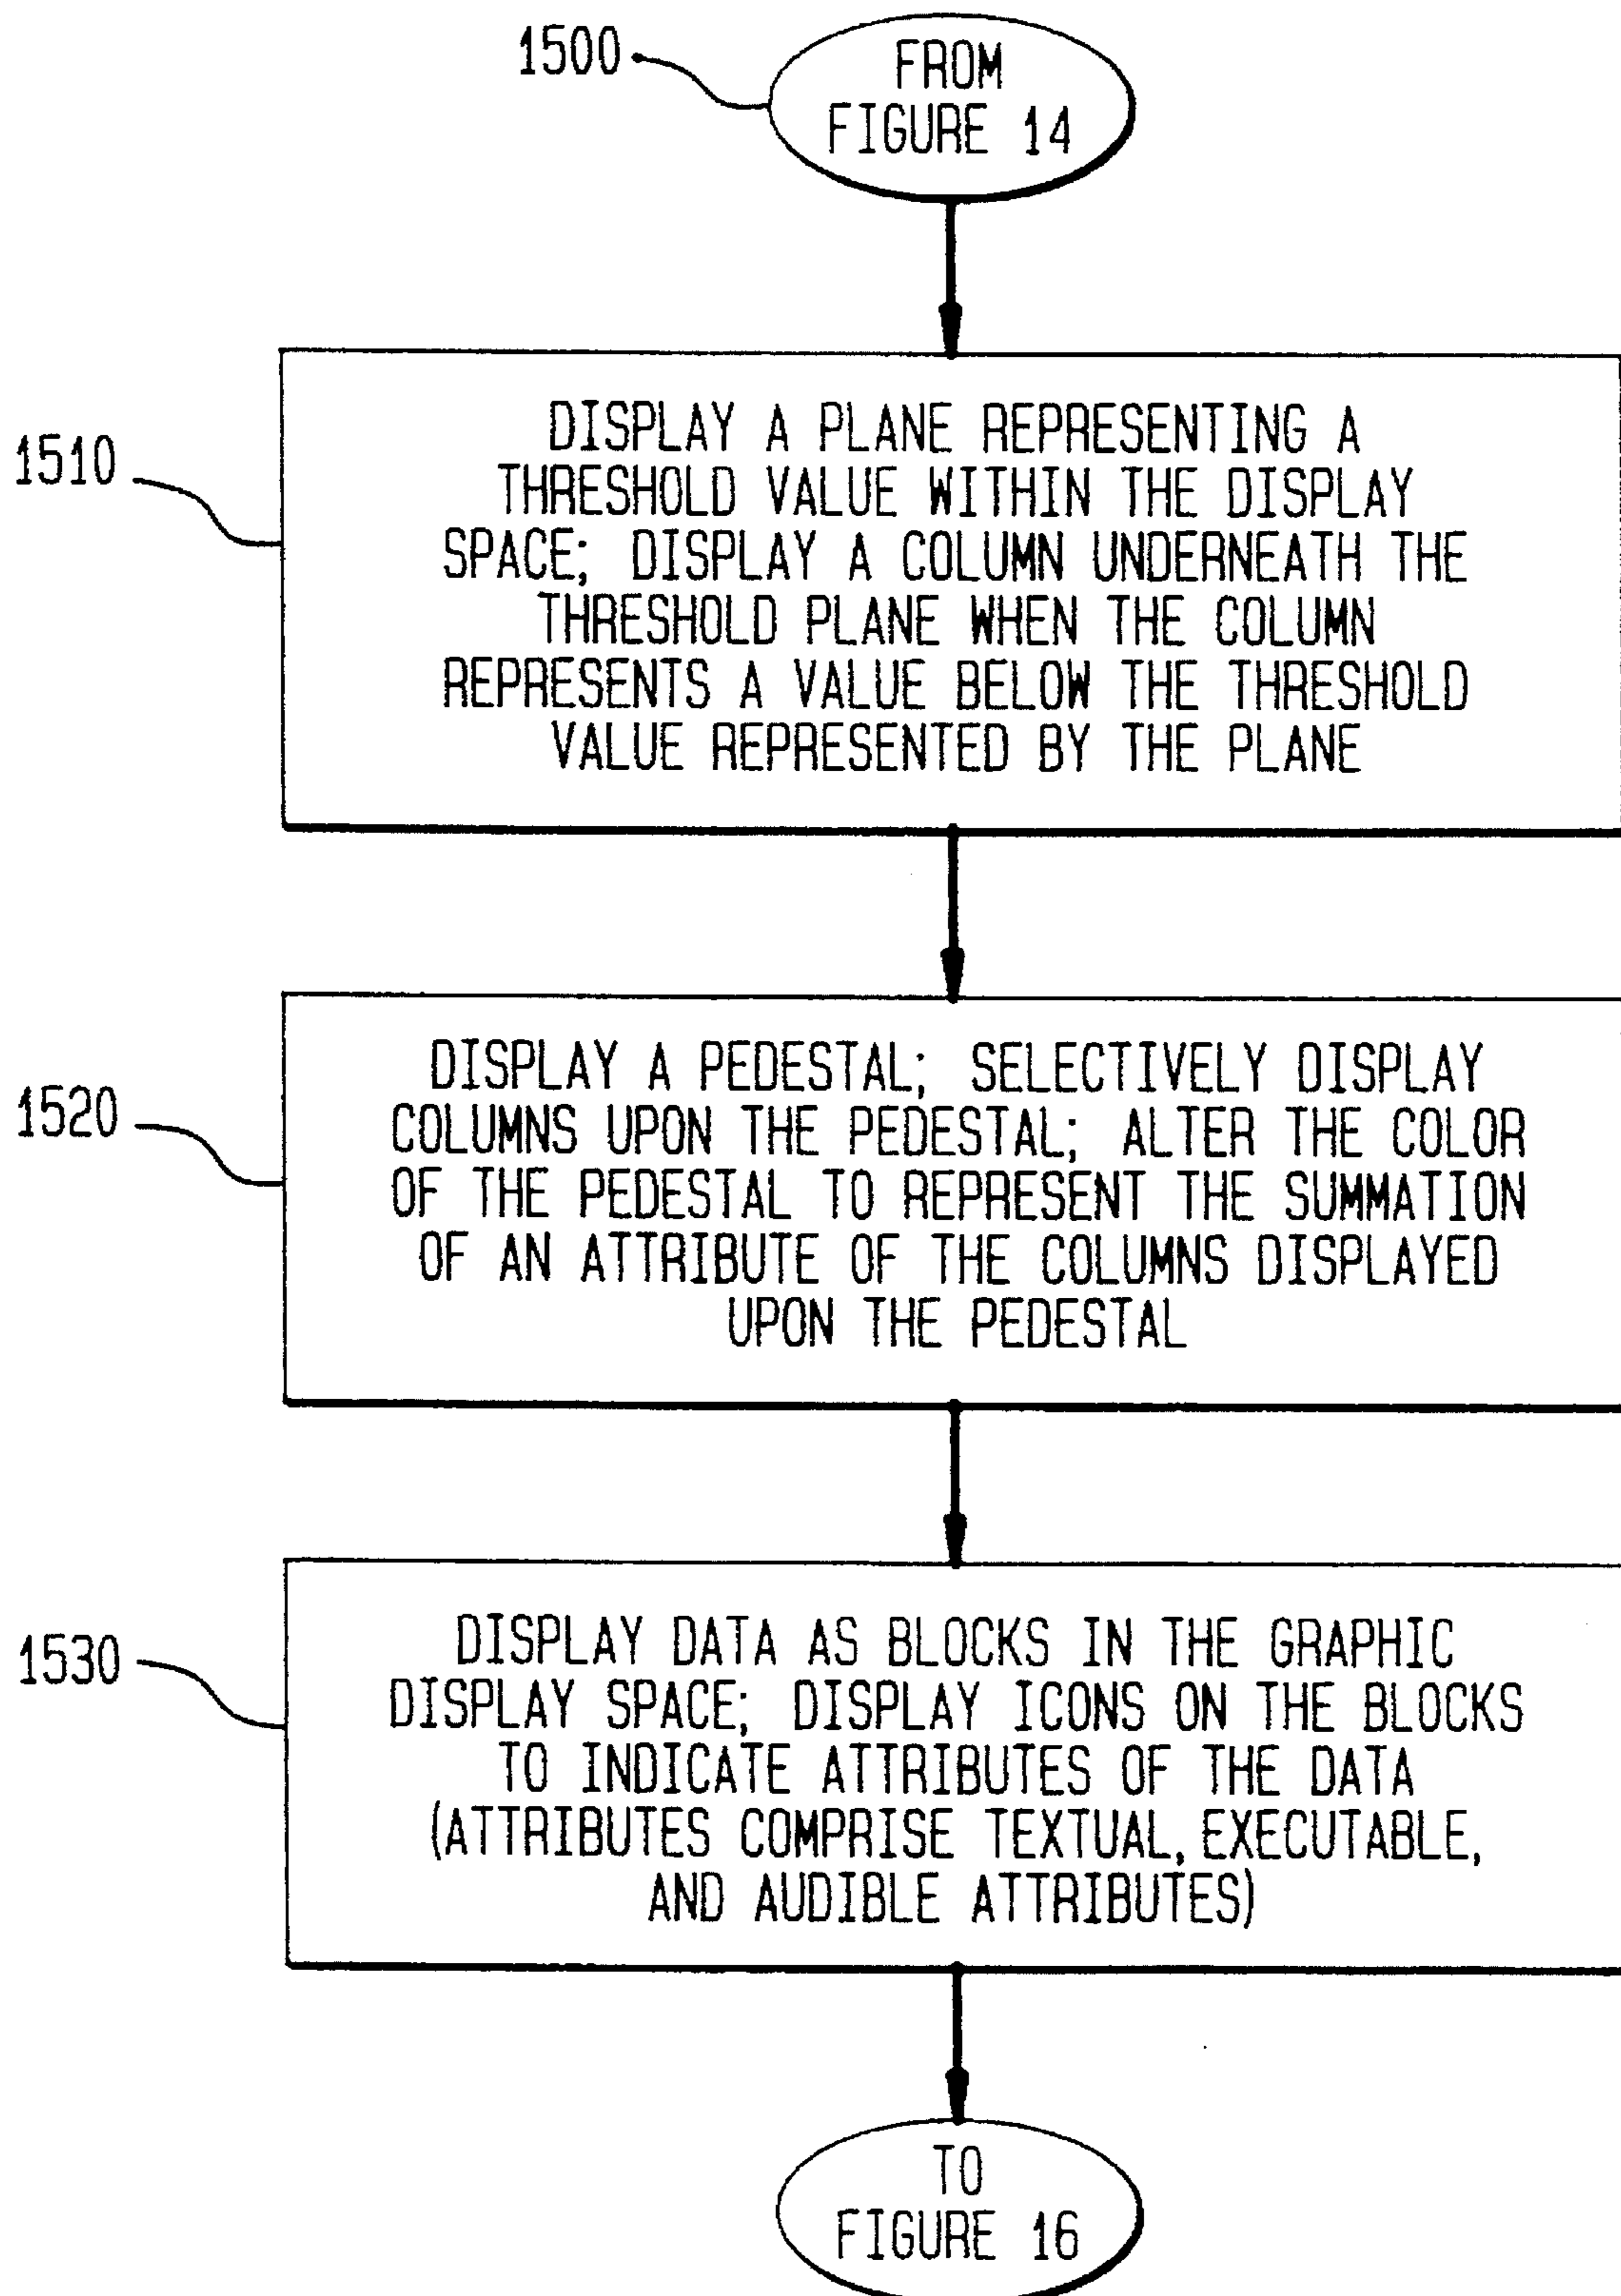 1500
FROM
FIGURE 14
1510
DISPLAY A PLANE REPRESENTING A
THRESHOLD VALUE WITHIN THE DISPLAY
SPACE; DISPLAY A COLUMN UNDERNEATH THE
THRESHOLD PLANE WHEN THE COLUMN
REPRESENTS A VALUE BELOW THE THRESHOLD
VALUE REPRESENTED BY THE PLANE
1520
DISPLAY A PEDESTAL; SELECTIVELY DISPLAY
COLUMNS UPON THE PEDESTAL; ALTER THE COLOR
OF THE PEDESTAL TO REPRESENT THE SUMMATION
OF AN ATTRIBUTE OF THE COLUMNS DISPLAYED
UPON THE PEDESTAL
1530
DISPLAY DATA AS BLOCKS IN THE GRAPHIC
DISPLAY SPACE; DISPLAY ICONS ON THE BLOCKS
TO INDICATE ATTRIBUTES OF THE DATA
(ATTRIBUTES COMPRISE TEXTUAL, EXECUTABLE,
AND AUDIBLE ATTRIBUTES)
TO
FIGURE 16